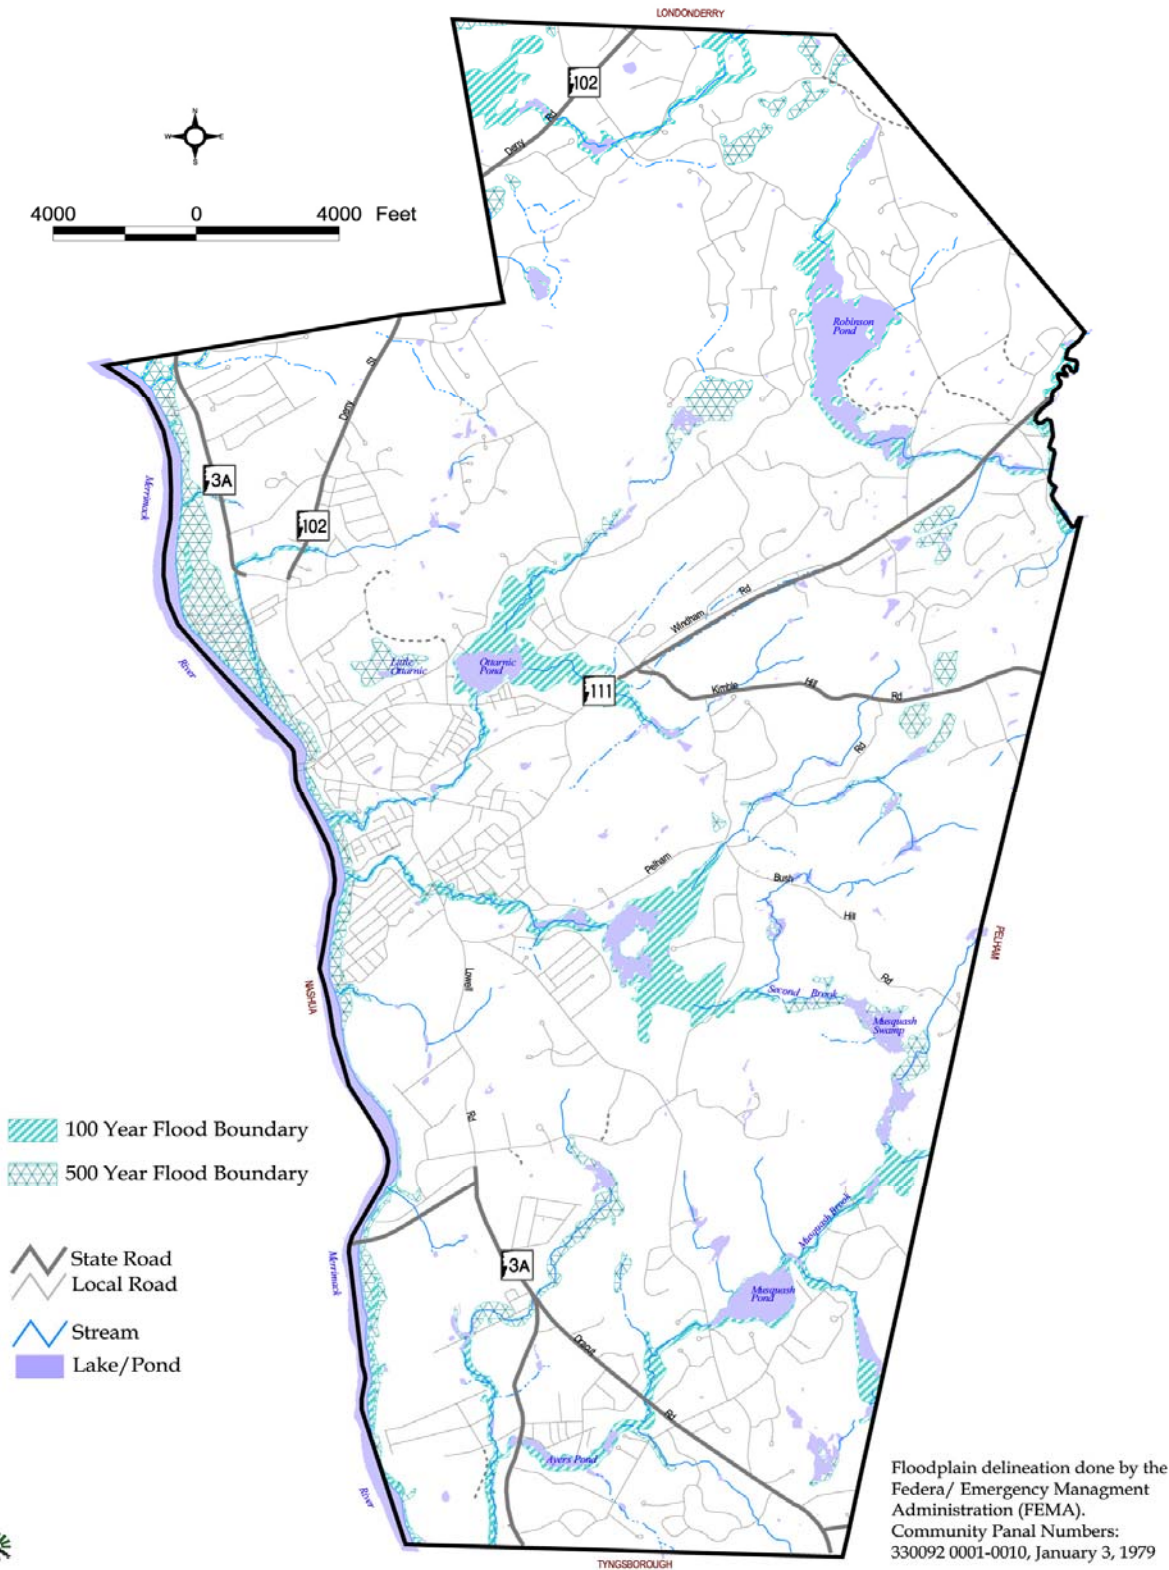 LONDONDERRY
102
Derry Rd
N
W E
S
4000 0 4000 Feet
Robinson
Pond
Derry St
3A
Merrimack
102
Windham Rd
Little
Ottarnic
Ottarnic
Pond
River
111
Kimble Hill Rd
Rd
Pelham
Bush
Hill
Rd
PELHAM
Lowell
NASHUA
Second Brook
Musquash
Swamp
Rd
100 Year Flood Boundary
500 Year Flood Boundary
Musquash Brook
State Road
Local Road
Merrimack
3A
Musquash
Pond
Stream
Lake/Pond
Dracut
Rd
Ayers Pond
River
Floodplain delineation done by the
Federa/ Emergency Managment
Administration (FEMA).
Community Panal Numbers:
330092 0001-0010, January 3, 1979
TYNGSBOROUGH